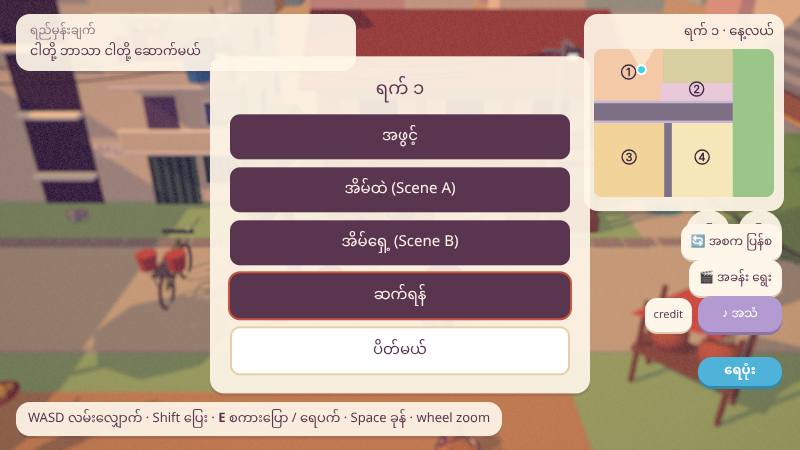 ရည်မှန်းချက်
ငါတို့ ဘာသာ ငါတို့ ဆောက်မယ်
ရက် ၁ · နေ့လယ်
①
②
③
④
ရက် ၁
အဖွင့်
အိမ်ထဲ (Scene A)
အိမ်ရှေ့ (Scene B)
ဆက်ရန်
ပိတ်မယ်
🔄 အစက ပြန်စ
🎬 အခန်း ရွေး
credit
♪ အသံ
ရေပုံး
WASD လမ်းလျှောက် · Shift ပြေး · E စကားပြော / ရေပက် · Space ခုန် · wheel zoom